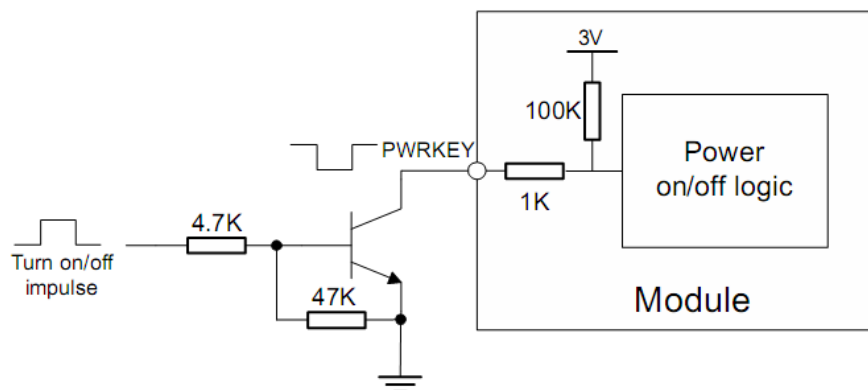 3V
100K
PWRKEY
Power
on/off logic
1K
4.7K
Turn on/off
impulse
47K
Module